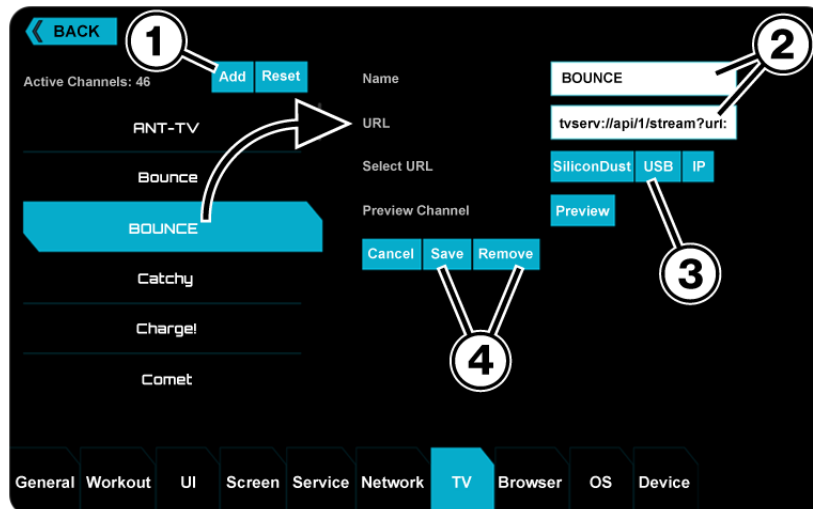 BACK
1
2
Active Channels: 46
Add Reset
Name
BOUNCE
URL
tvserv://api/1/stream?url:
ANT-TV
Bounce
Select URL
SiliconDust USB IP
BOUNCE
Preview Channel
Preview
Cancel Save Remove
3
Catchy
Charge!
4
Comet
General Workout UI Screen Service Network TV Browser OS Device